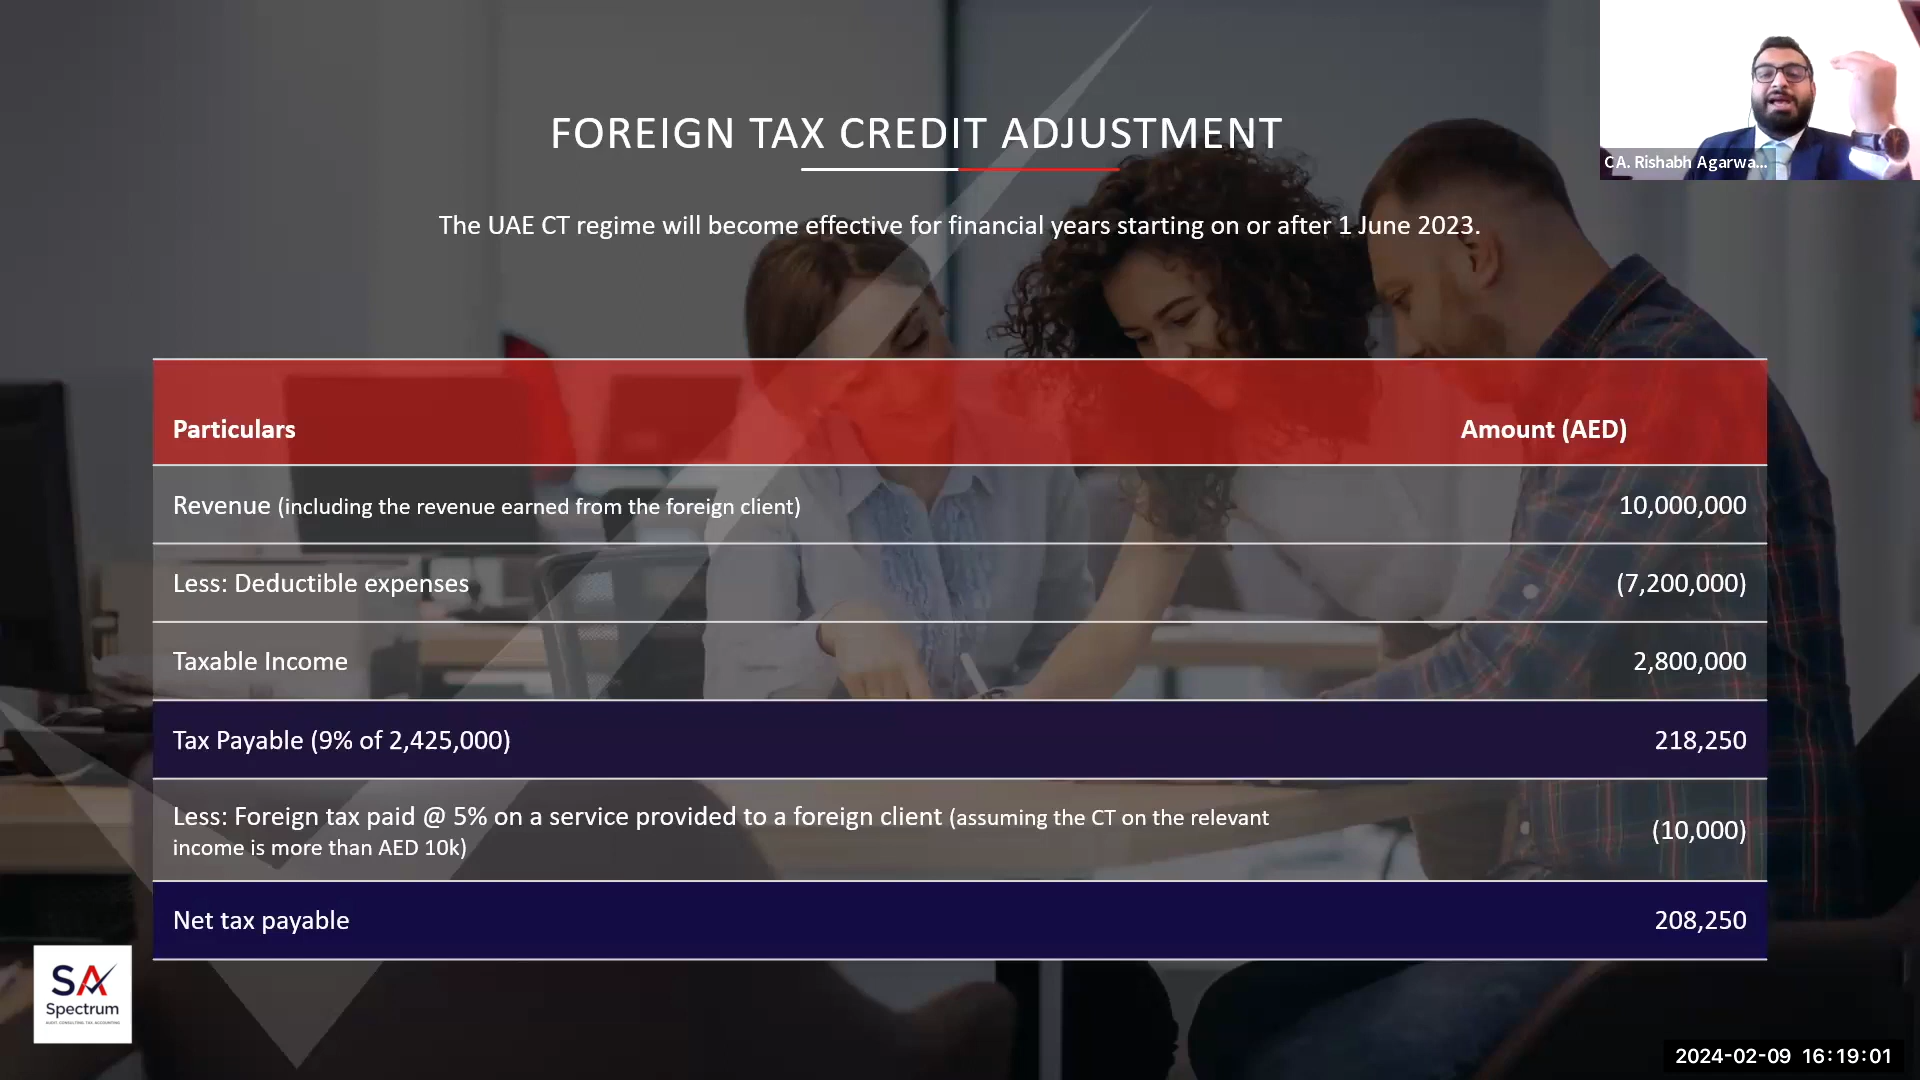 FOREIGN TAX CREDIT ADJUSTMENT
CA. Rishabh Agarwa...
The UAE CT regime will become effective for financial years starting on or after 1 June 2023.
Particulars Amount (AED)
Revenue (including the revenue earned from the foreign client) 10,000,000
Less: Deductible expenses (7,200,000)
Taxable Income 2,800,000
Tax Payable (9% of 2,425,000) 218,250
Less: Foreign tax paid @ 5% on a service provided to a foreign client (assuming the CT on the relevant
income is more than AED 10k) (10,000)
Net tax payable 208,250
SA
Spectrum
AUDIT. CONSULTING. TAX. ACCOUNTING
2024-02-09 16:19:01